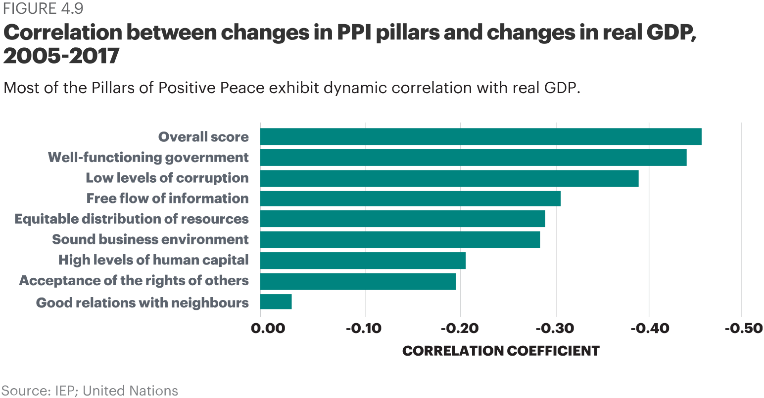 FIGURE 4.9
Correlation between changes in PPI pillars and changes in real GDP,
2005-2017
Most of the Pillars of Positive Peace exhibit dynamic correlation with real GDP.
Overall score
Well-functioning government
Low levels of corruption
Free flow of information
Equitable distribution of resources
Sound business environment
High levels of human capital
Acceptance of the rights of others
Good relations with neighbours
0.00 -0.10 -0.20 -0.30 -0.40 -0.50
CORRELATION COEFFICIENT
Source: IEP; United Nations